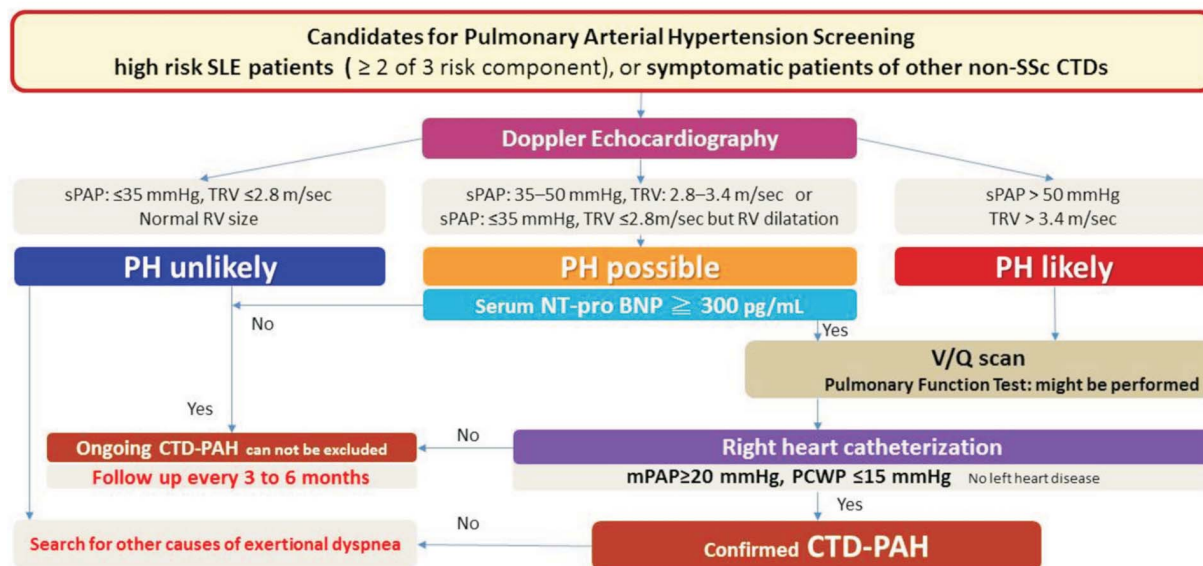 Candidates for Pulmonary Arterial Hypertension Screening
high risk SLE patients ( ≥ 2 of 3 risk component), or symptomatic patients of other non-SSc CTDs
Doppler Echocardiography
sPAP: ≤35 mmHg, TRV ≤2.8 m/sec
Normal RV size
sPAP: 35–50 mmHg, TRV: 2.8–3.4 m/sec or
sPAP: ≤35 mmHg, TRV ≤2.8m/sec but RV dilatation
sPAP > 50 mmHg
TRV > 3.4 m/sec
PH unlikely
PH possible
PH likely
Serum NT-pro BNP ≧ 300 pg/mL
No
Yes
V/Q scan
Pulmonary Function Test: might be performed
Yes
Ongoing CTD-PAH can not be excluded
Follow up every 3 to 6 months
No
Right heart catheterization
mPAP≥20 mmHg, PCWP ≤15 mmHg No left heart disease
Yes
Search for other causes of exertional dyspnea
No
Confirmed CTD-PAH